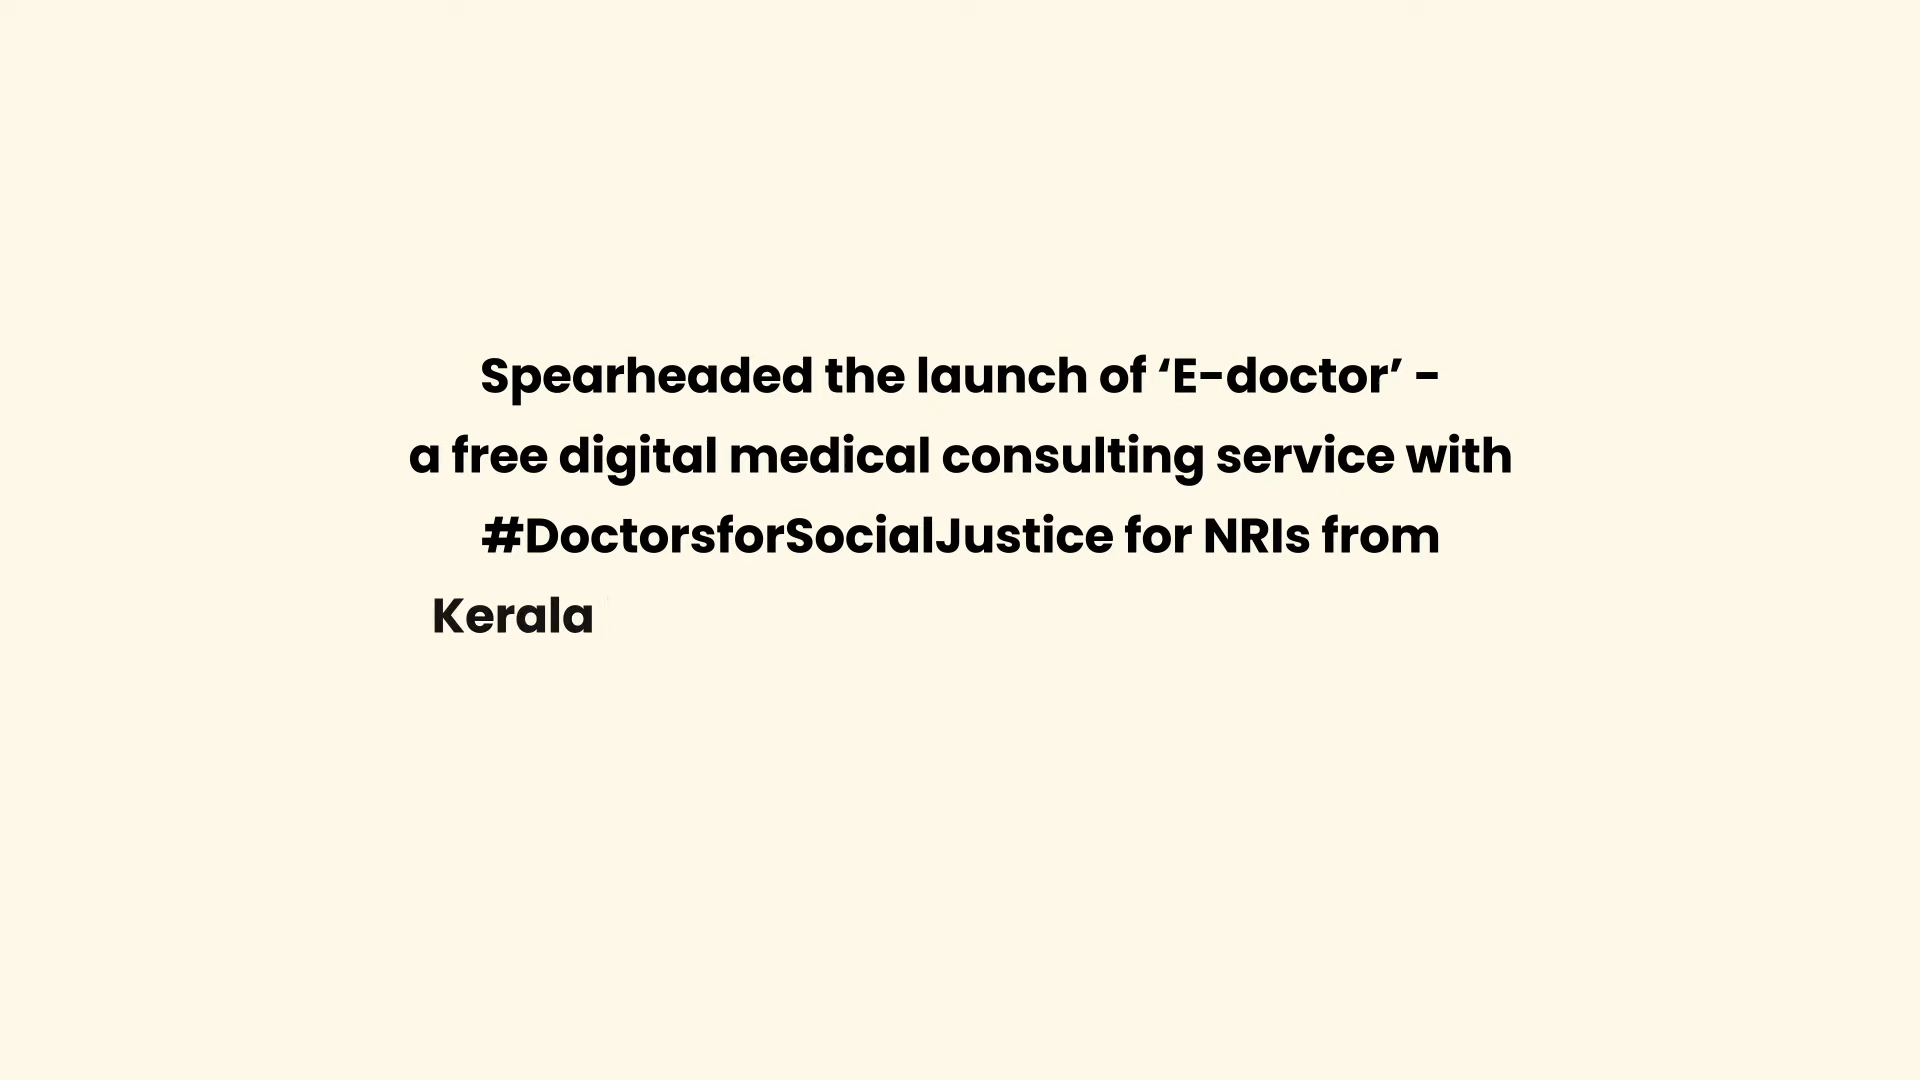 Spearheaded the launch of ‘E-doctor’ -
a free digital medical consulting service with
#DoctorsforSocialJustice for NRIs from
Kerala